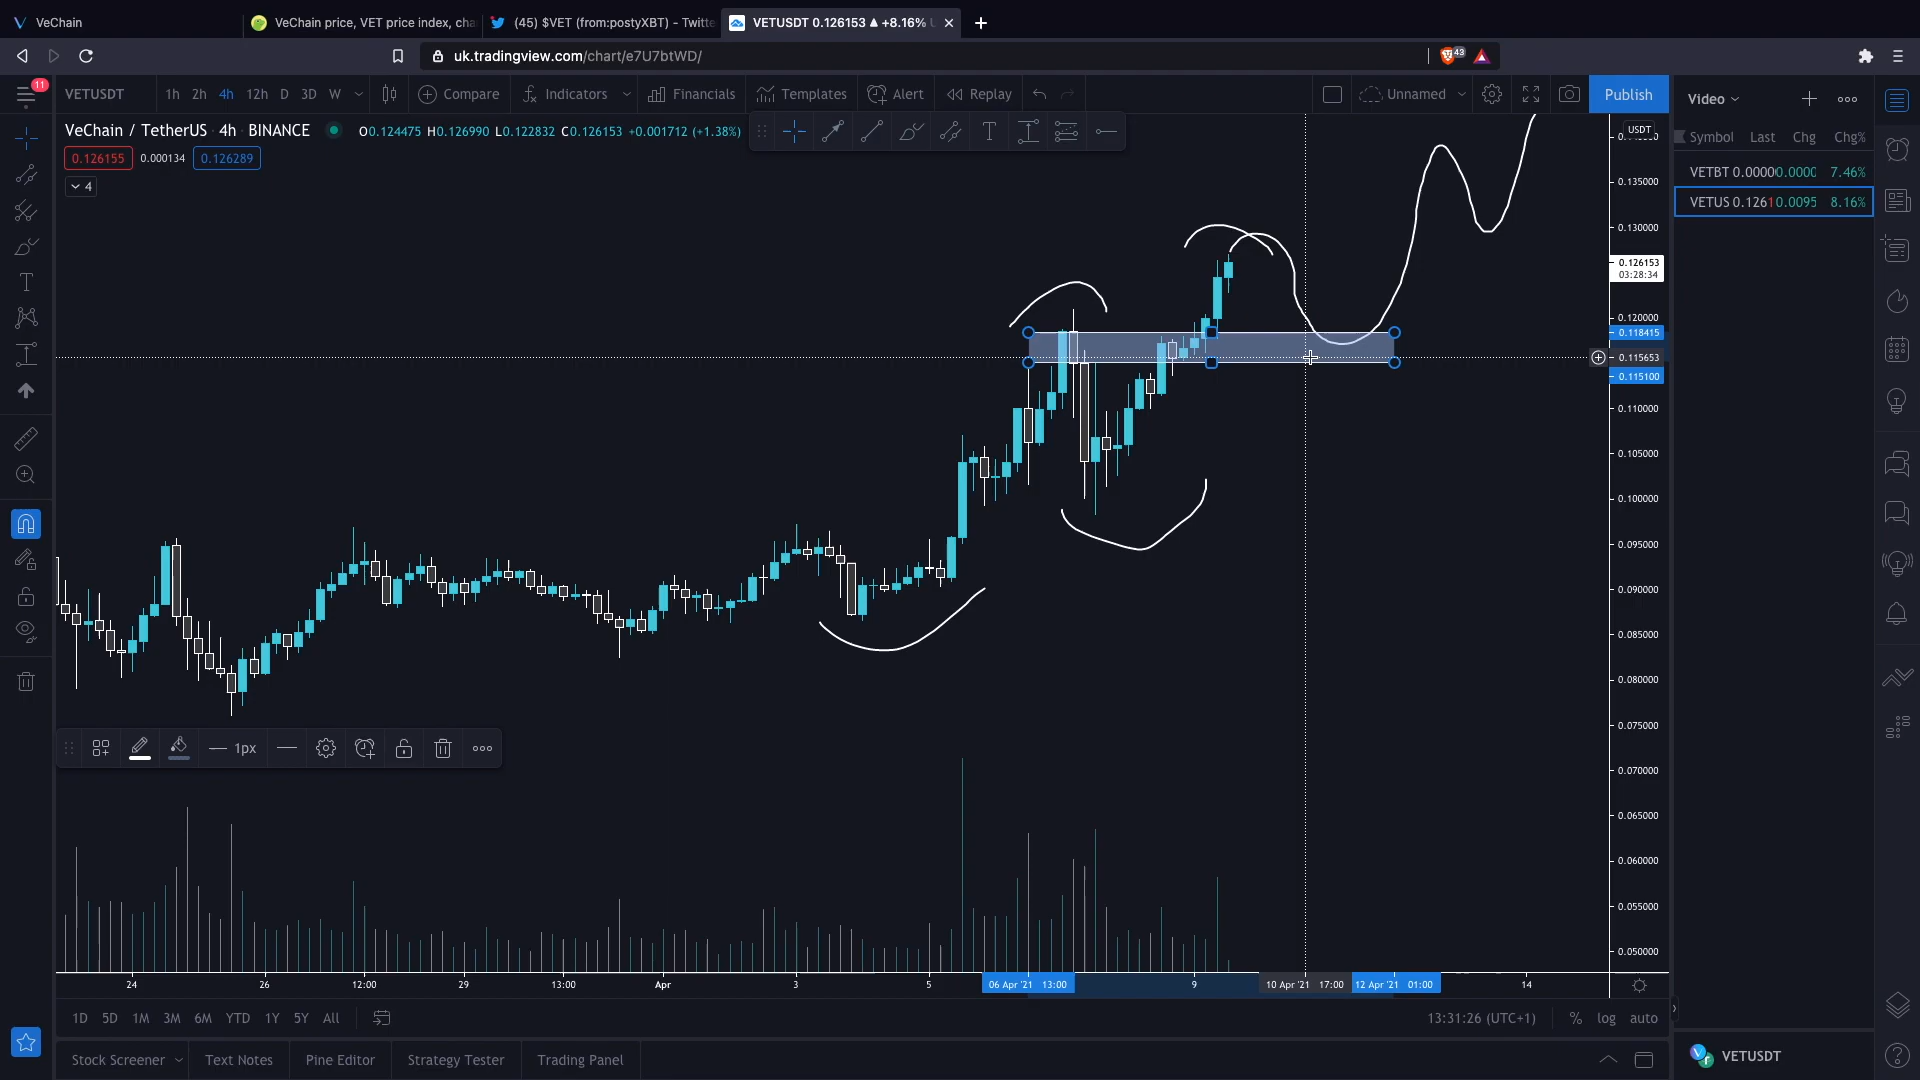 VeChain
VeChain price, VET price index, cha
(45) $VET (from:postyXBT) - Twitte
VETUSDT 0.126153 ▲ +8.16%
uk.tradingview.com/chart/e7U7btWD/
43
11
VETUSDT
1h 2h 4h 12h D 3D W
Compare
Indicators
Financials
Templates
Alert
Replay
Unnamed
Publish
Video
VeChain / TetherUS · 4h · BINANCE
O0.124475 H0.126990 L0.122832 C0.126153 +0.001712 (+1.38%)
0.126155
0.000134
0.126289
4
USDT
Symbol Last Chg Chg%
VETBT 0.0000 0.0000 7.46%
VETUS 0.1261 0.0095 8.16%
0.135000
0.130000
0.126153
03:28:34
0.120000
0.118415
0.115653
0.115100
0.110000
0.105000
0.100000
0.095000
0.090000
0.085000
0.080000
0.075000
0.070000
0.065000
0.060000
0.055000
0.050000
1px
24
26
12:00
29
13:00
Apr
3
5
06 Apr '21 13:00
9
10 Apr '21 17:00
12 Apr '21 01:00
14
1D 5D 1M 3M 6M YTD 1Y 5Y All
13:31:26 (UTC+1)
% log auto
Stock Screener
Text Notes
Pine Editor
Strategy Tester
Trading Panel
VETUSDT